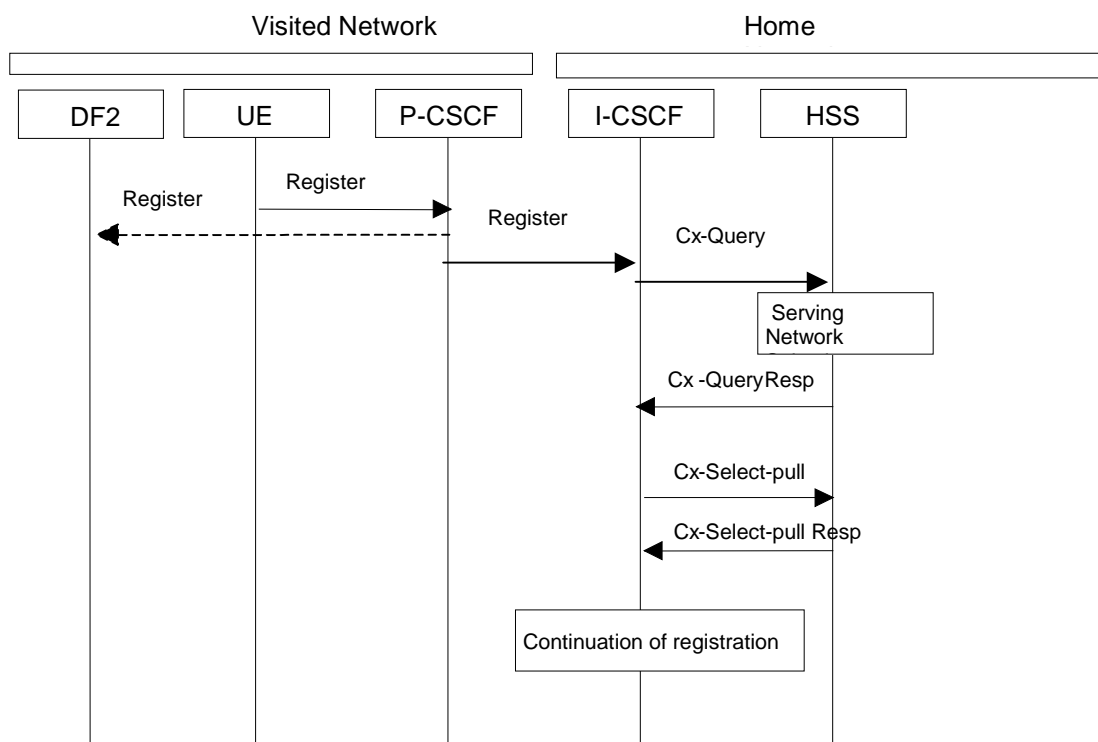 Visited Network
Home
DF2
UE
P-CSCF
I-CSCF
HSS
Register
Register
Register
Cx-Query
Serving
Network
Cx -QueryResp
Cx-Select-pull
Cx-Select-pull Resp
Continuation of registration